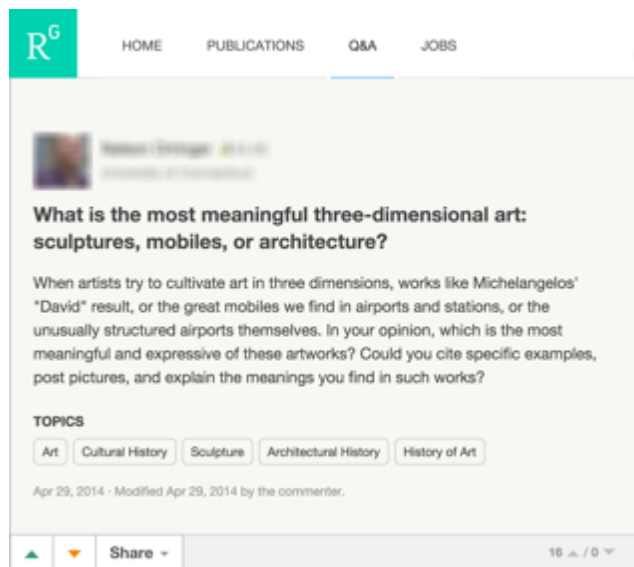 RG
HOME PUBLICATIONS Q&A JOBS
What is the most meaningful three-dimensional art:
sculptures, mobiles, or architecture?
When artists try to cultivate art in three dimensions, works like Michelangelos'
"David" result, or the great mobiles we find in airports and stations, or the
unusually structured airports themselves. In your opinion, which is the most
meaningful and expressive of these artworks? Could you cite specific examples,
post pictures, and explain the meanings you find in such works?
TOPICS
Art Cultural History Sculpture Architectural History History of Art
Apr 29, 2014 · Modified Apr 29, 2014 by the commenter.
Share 16 / 0